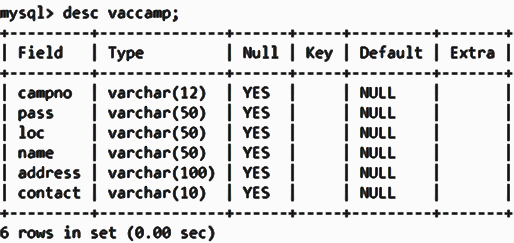 mysql> desc vaccamp;
+---------+--------------+------+-----+---------+-------+
| Field   | Type         | Null | Key | Default | Extra |
+---------+--------------+------+-----+---------+-------+
| campno  | varchar(12)  | YES  |     | NULL    |       |
| pass    | varchar(50)  | YES  |     | NULL    |       |
| loc     | varchar(50)  | YES  |     | NULL    |       |
| name    | varchar(50)  | YES  |     | NULL    |       |
| address | varchar(100) | YES  |     | NULL    |       |
| contact | varchar(10)  | YES  |     | NULL    |       |
+---------+--------------+------+-----+---------+-------+
6 rows in set (0.00 sec)